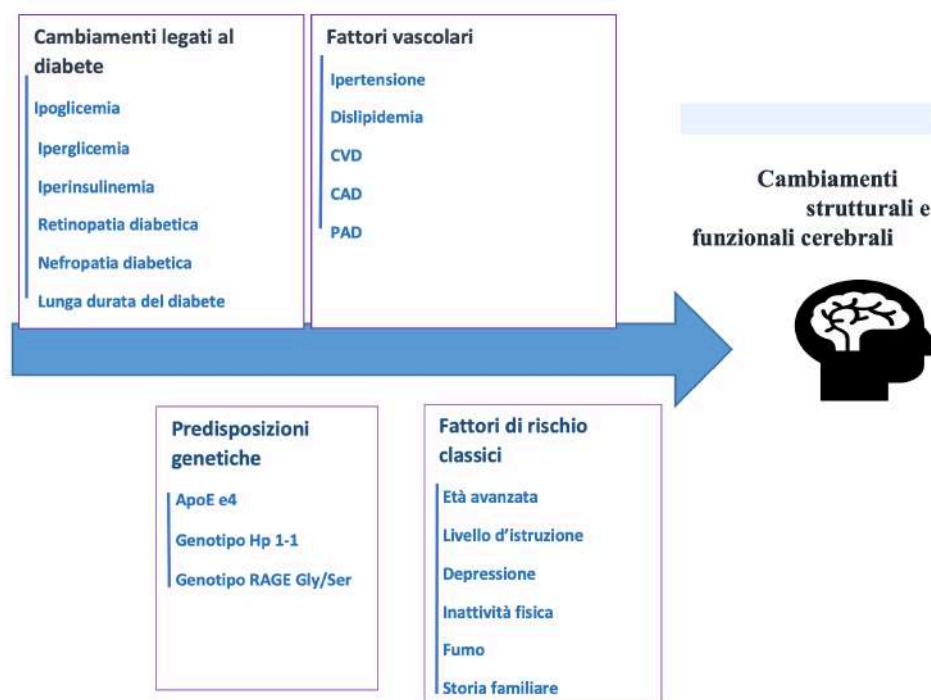 Cambiamenti legati al
diabete
Ipoglicemia
Iperglicemia
Iperinsulinemia
Retinopatia diabetica
Nefropatia diabetica
Lunga durata del diabete
Fattori vascolari
Ipertensione
Dislipidemia
CVD
CAD
PAD
Cambiamenti
strutturali e
funzionali cerebrali
Predisposizioni
genetiche
ApoE e4
Genotipo Hp 1-1
Genotipo RAGE Gly/Ser
Fattori di rischio
classici
Età avanzata
Livello d'istruzione
Depressione
Inattività fisica
Fumo
Storia familiare